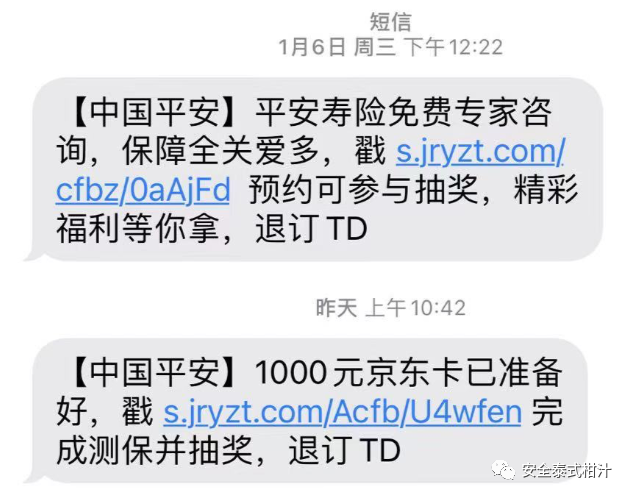 短信
1月6日 周三 下午12:22
【中国平安】平安寿险免费专家咨
询，保障全关爱多，戳 s.jryzt.com/
cfbz/0aAjFd 预约可参与抽奖，精彩
福利等你拿，退订TD
昨天 上午10:42
【中国平安】1000元京东卡已准备
好，戳 s.jryzt.com/Acfb/U4wfen 完
成测保并抽奖，退订TD
安全泰式柑汁